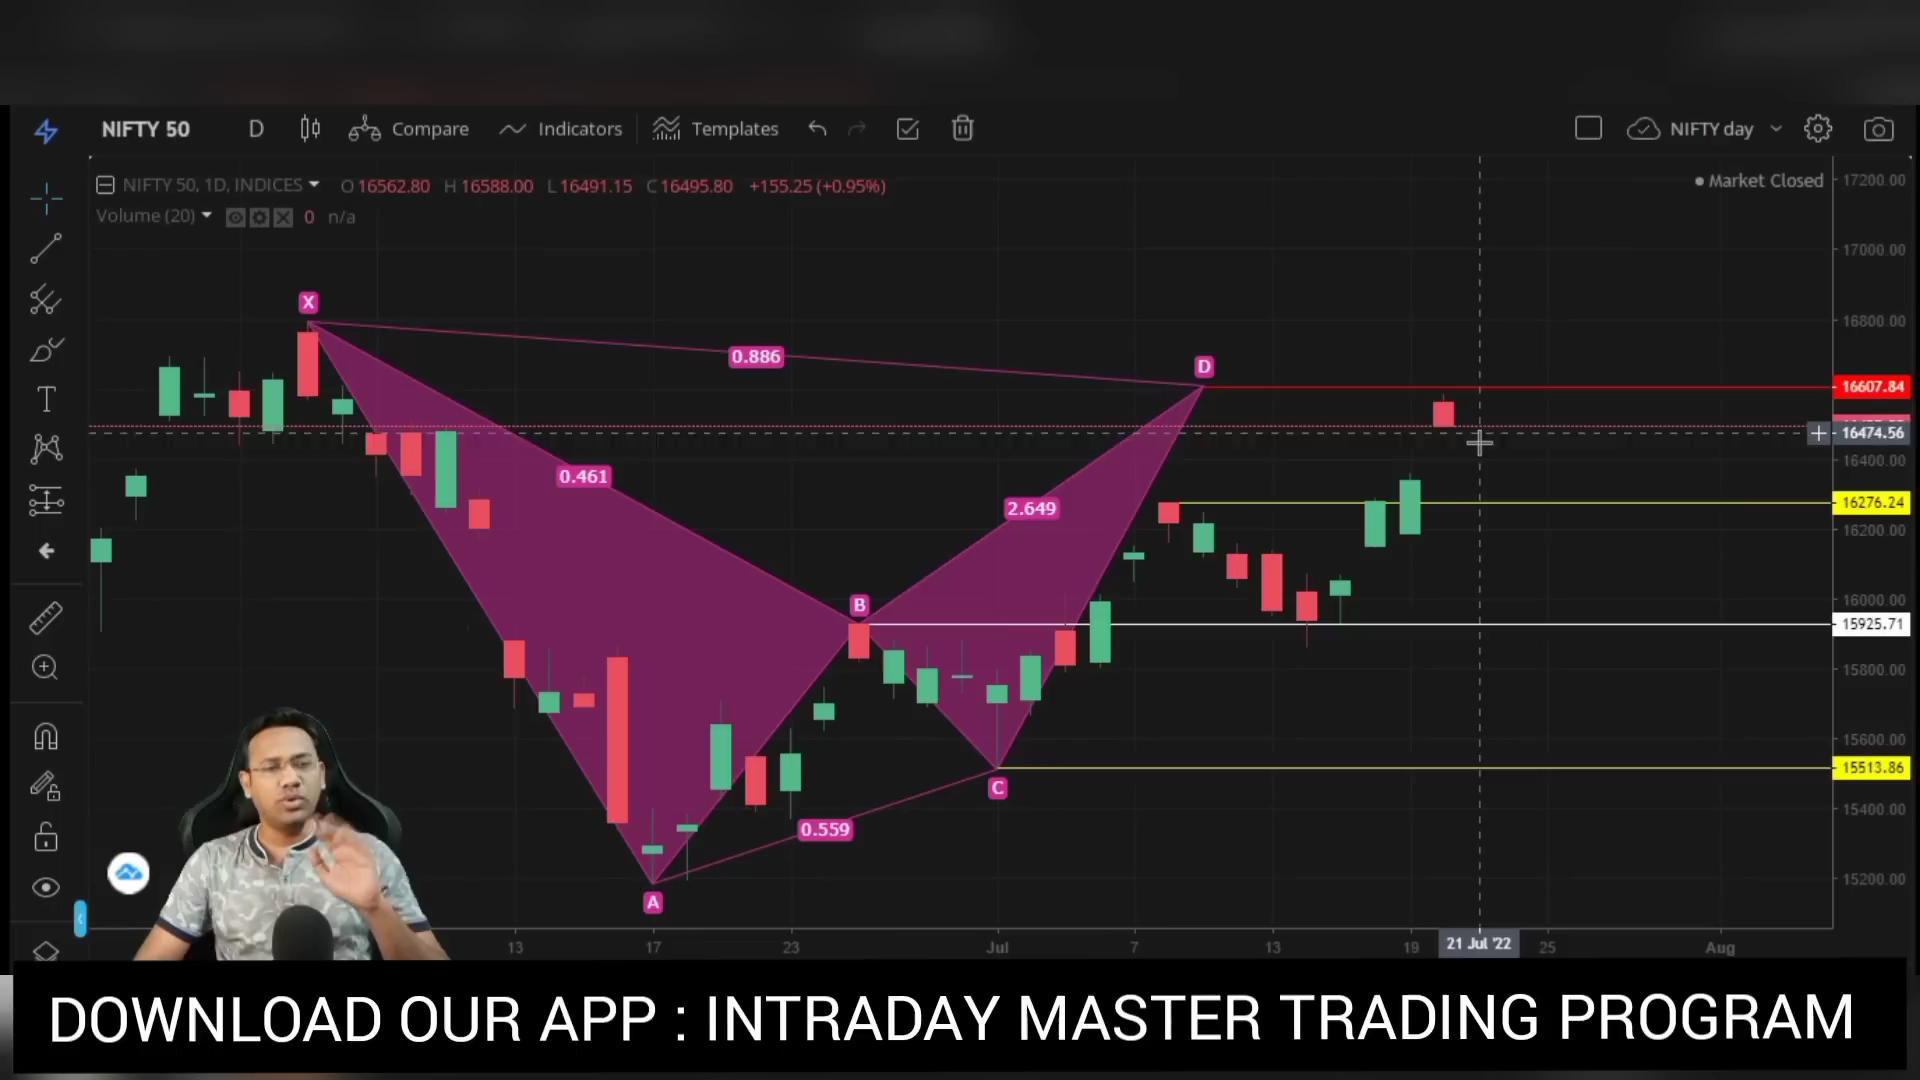 NIFTY 50 D Compare Indicators Templates NIFTY day
NIFTY 50, 1D, INDICES O 16562.80 H 16588.00 L 16491.15 C 16495.80 +155.25 (+0.95%)
Market Closed
Volume (20) 0 n/a
17200.00
17000.00
X
16800.00
0.886
D
16607.84
16474.56
16400.00
0.461
2.649
16276.24
16200.00
B
16000.00
15925.71
15800.00
15600.00
15513.86
C
15400.00
0.559
15200.00
A
13 17 23 Jul 7 13 19 21 Jul '22 25 Aug
DOWNLOAD OUR APP : INTRADAY MASTER TRADING PROGRAM